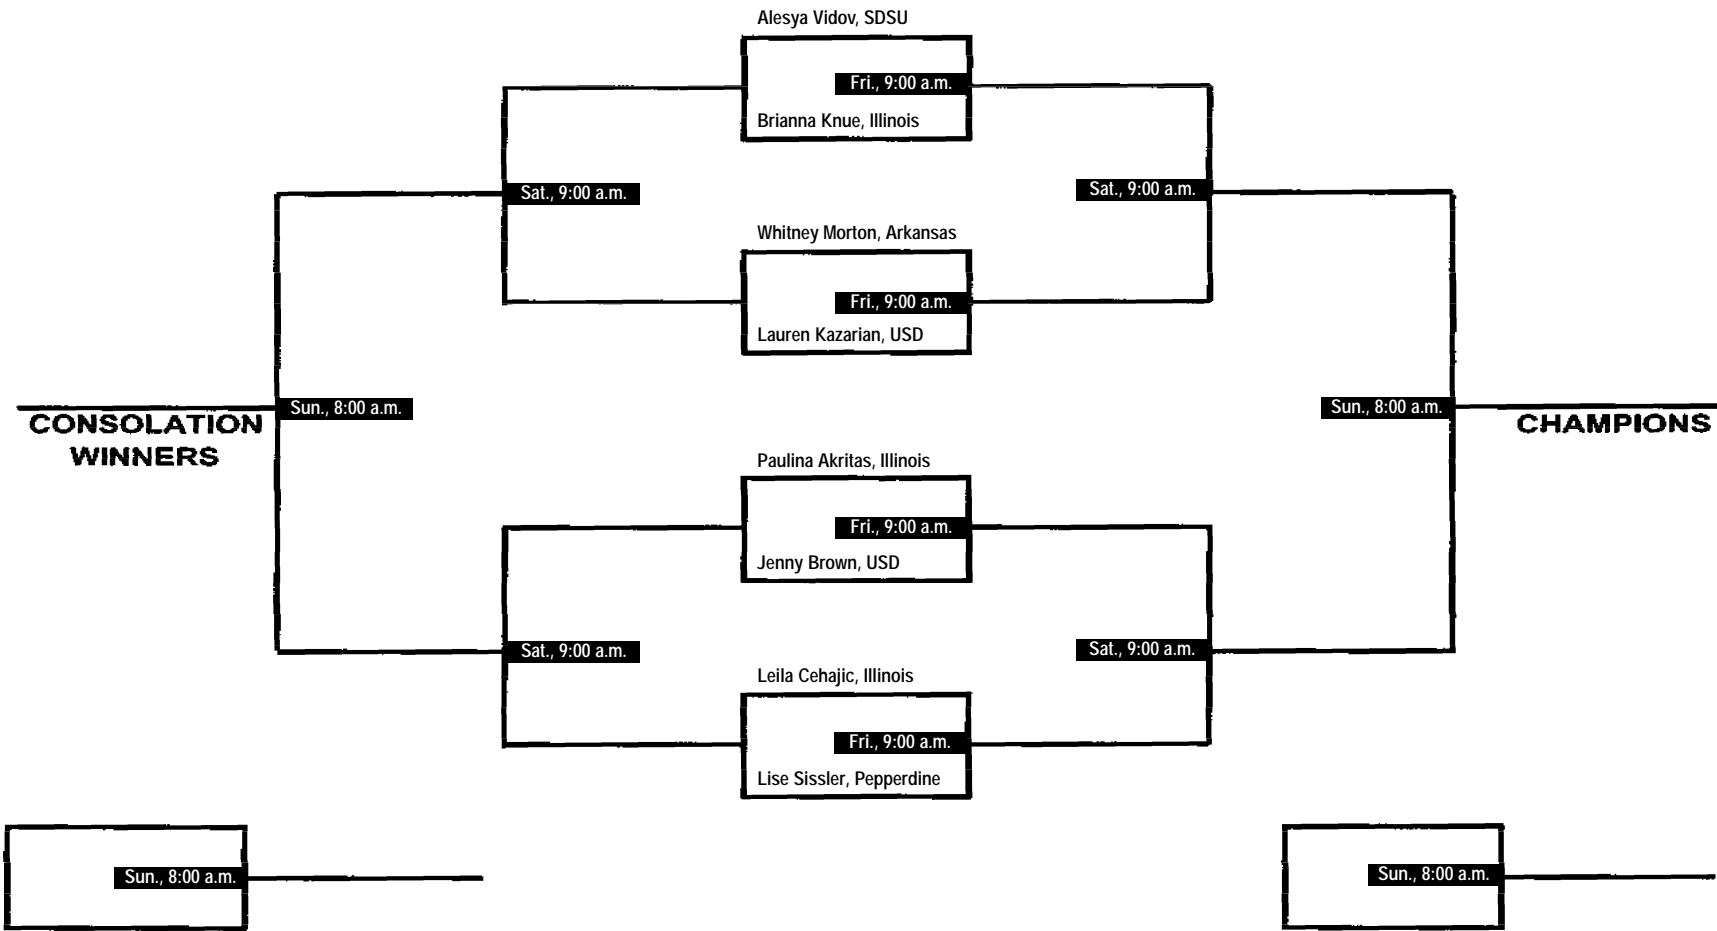 Alesya Vidov, SDSU
Fri., 9:00 a.m.
Brianna Knue, Illinois
Sat., 9:00 a.m.
Sat., 9:00 a.m.
Whitney Morton, Arkansas
Fri., 9:00 a.m.
Lauren Kazarian, USD
Sun., 8:00 a.m.
Sun., 8:00 a.m.
CONSOLATION
WINNERS
CHAMPIONS
Paulina Akritas, Illinois
Fri., 9:00 a.m.
Jenny Brown, USD
Sat., 9:00 a.m.
Sat., 9:00 a.m.
Leila Cehajic, Illinois
Fri., 9:00 a.m.
Lise Sissler, Pepperdine
Sun., 8:00 a.m.
Sun., 8:00 a.m.